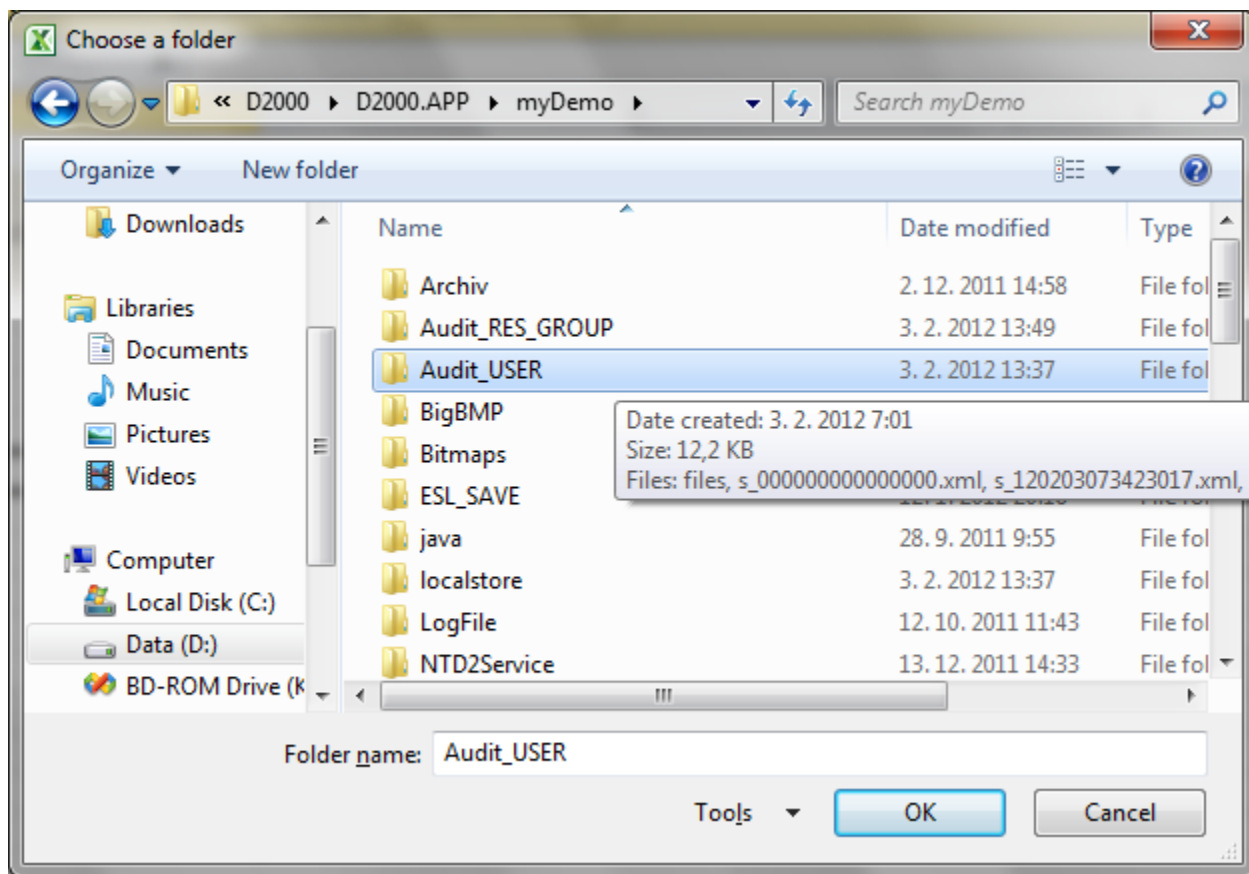 Choose a folder
« D2000 D2000.APP myDemo Search myDemo
Organize New folder
Downloads
Libraries
Documents
Music
Pictures
Videos
Computer
Local Disk (C:)
Data (D:)
BD-ROM Drive (K
Name Date modified Type
Archiv 2. 12. 2011 14:58 File fol
Audit_RES_GROUP 3. 2. 2012 13:49 File fol
Audit_USER 3. 2. 2012 13:37 File fol
BigBMP
Bitmaps
ESL_SAVE
java 28. 9. 2011 9:55 File fol
localstore 3. 2. 2012 13:37 File fol
LogFile 12. 10. 2011 11:43 File fol
NTD2Service 13. 12. 2011 14:33 File fol
Date created: 3. 2. 2012 7:01
Size: 12,2 KB
Files: files, s_000000000000000.xml, s_120203073423017.xml,
Folder name: Audit_USER
Tools OK Cancel